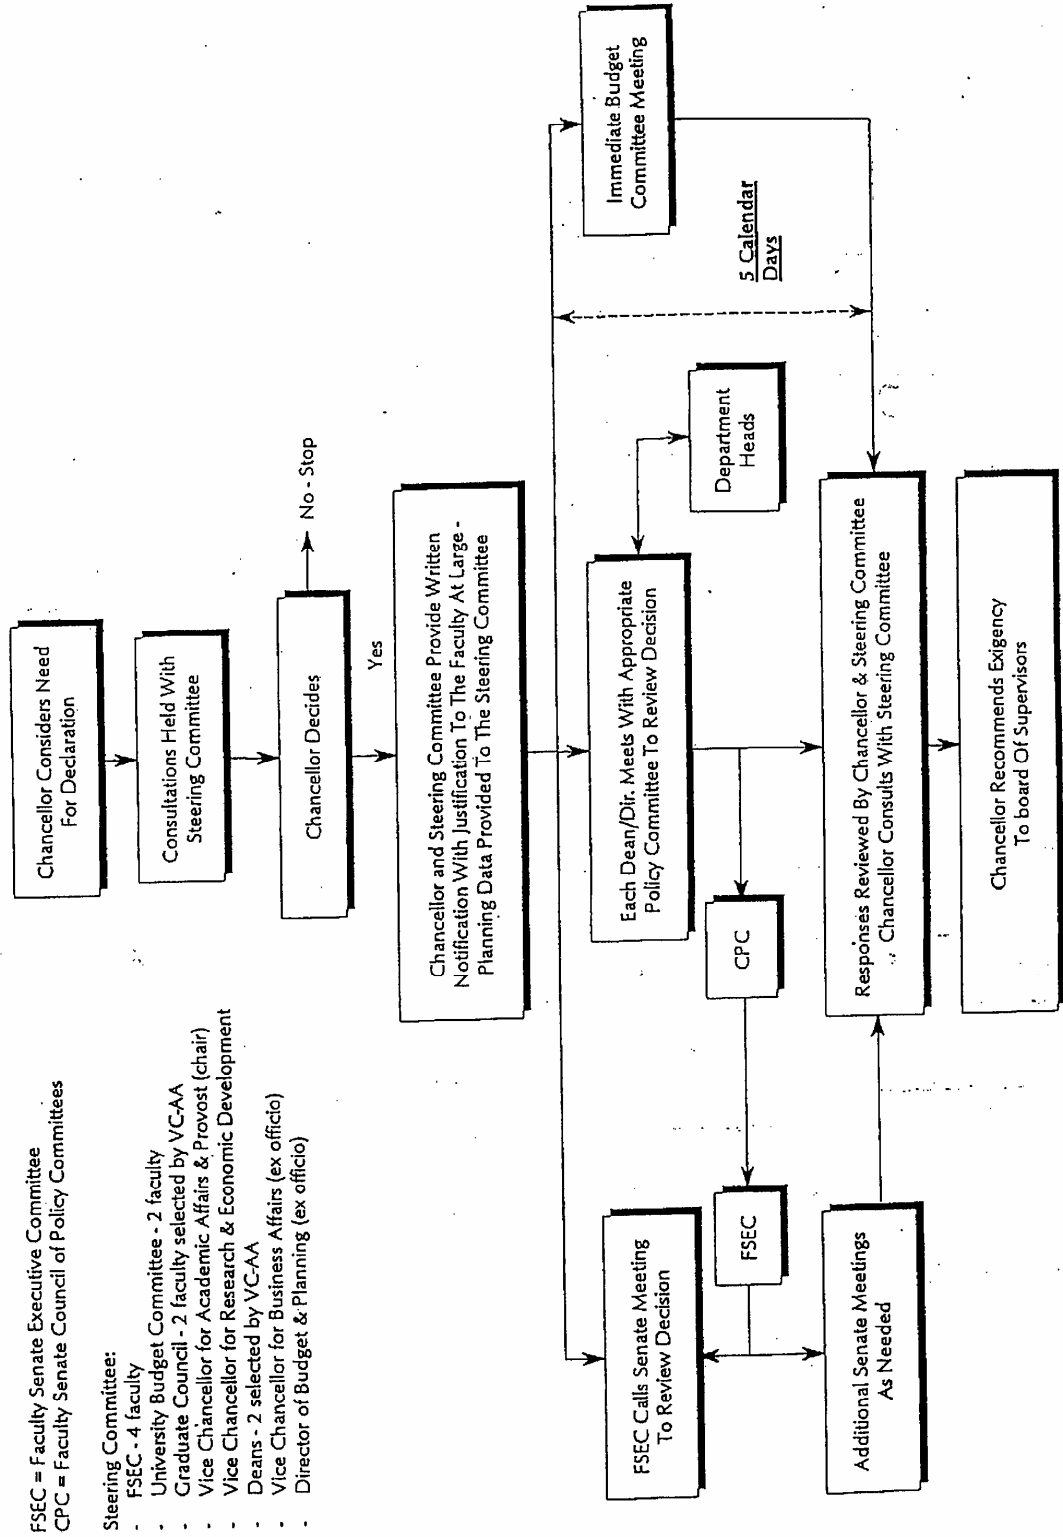 FSEC = Faculty Senate Executive Committee
CPC = Faculty Senate Council of Policy Committees
Steering Committee:
- FSEC - 4 faculty
- University Budget Committee - 2 faculty
- Graduate Council - 2 faculty selected by VC-AA
- Vice Chancellor for Academic Affairs & Provost (chair)
- Vice Chancellor for Research & Economic Development
- Deans - 2 selected by VC-AA
- Vice Chancellor for Business Affairs (ex officio)
- Director of Budget & Planning (ex officio)
Chancellor Considers Need
For Declaration
Consultations Held With
Steering Committee
Chancellor Decides
No - Stop
Yes
Chancellor and Steering Committee Provide Written
Notification With Justification To The Faculty At Large -
Planning Data Provided To The Steering Committee
FSEC Calls Senate Meeting
To Review Decision
Each Dean/Dir. Meets With Appropriate
Policy Committee To Review Decision
Immediate Budget
Committee Meeting
Department
Heads
5 Calendar
Days
FSEC
CPC
Additional Senate Meetings
As Needed
Responses Reviewed By Chancellor & Steering Committee
Chancellor Consults With Steering Committee
Chancellor Recommends Exigency
To board Of Supervisors